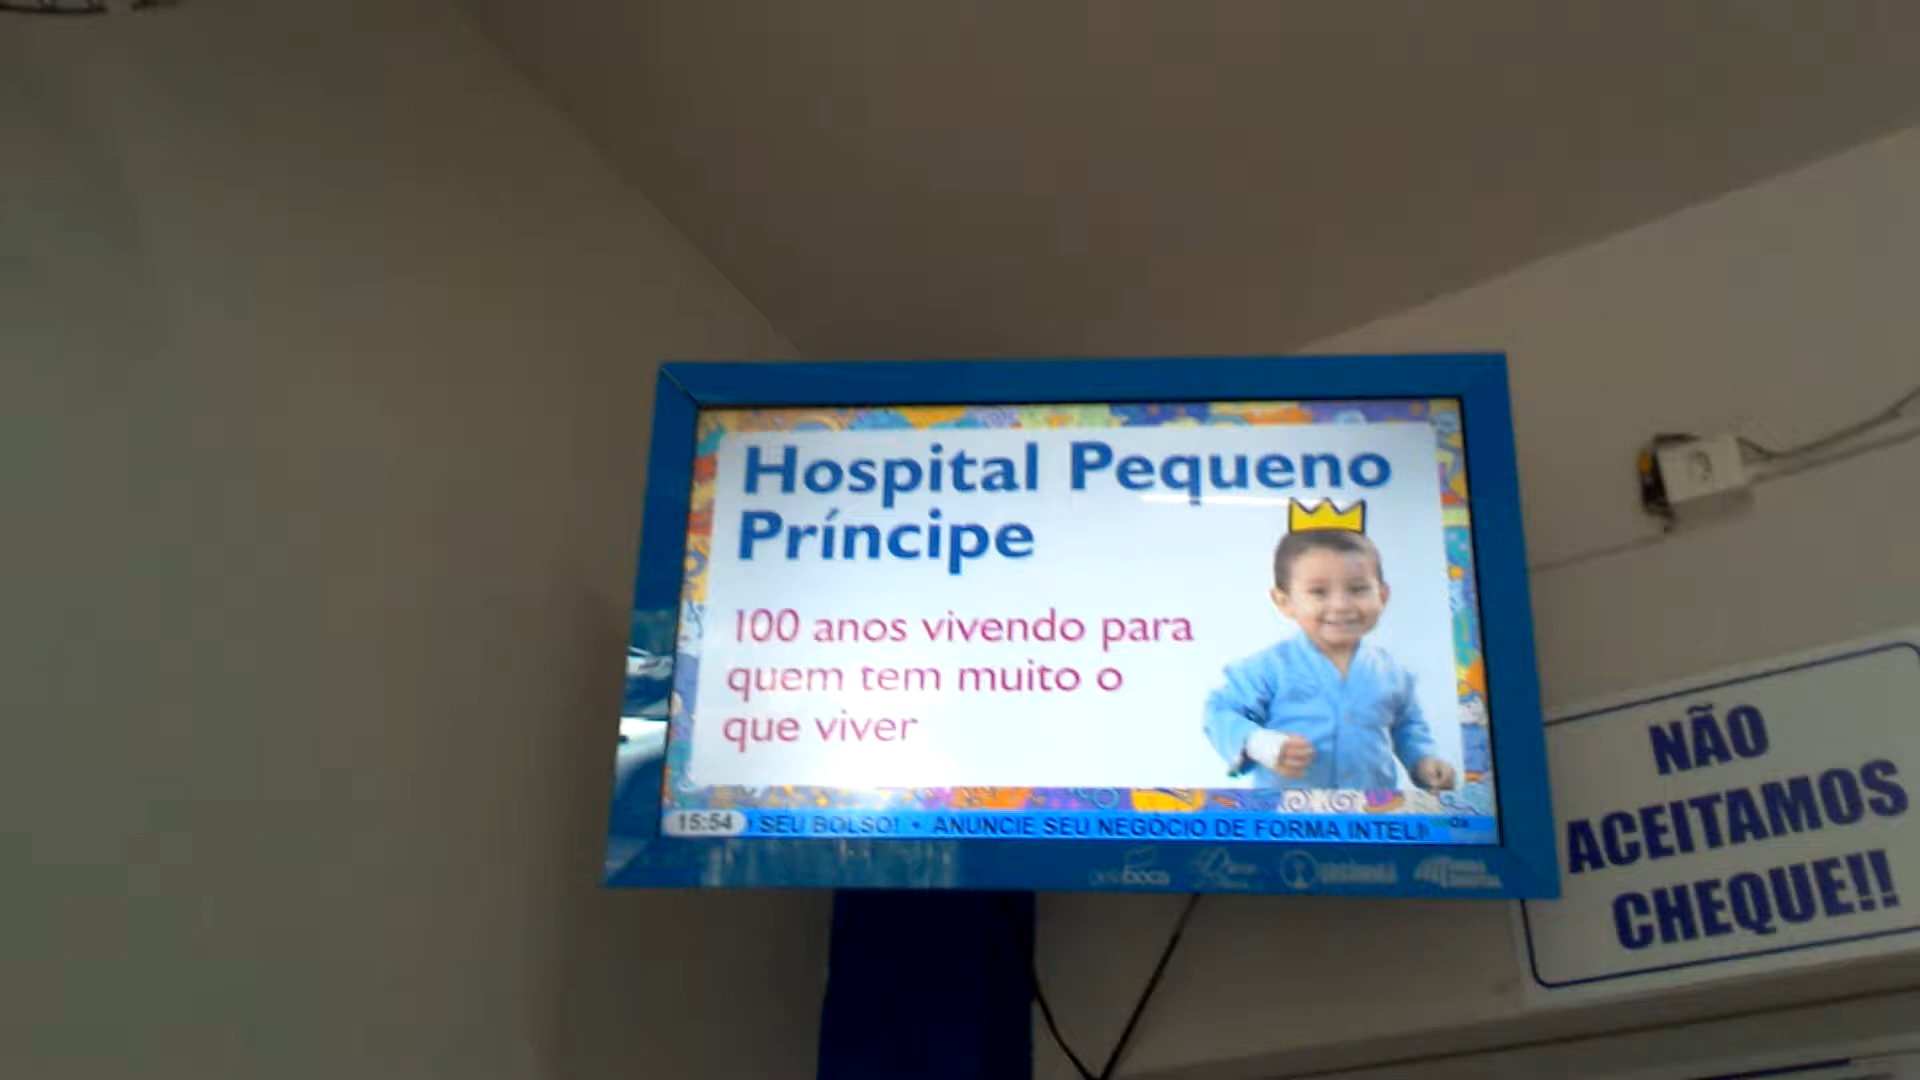 Hospital Pequeno
Príncipe
100 anos vivendo para
quem tem muito o
que viver
15:54
SEU BOLSO! • ANUNCIE SEU NEGÓCIO DE FORMA INTELI
boca
NÃO
ACEITAMOS
CHEQUE!!